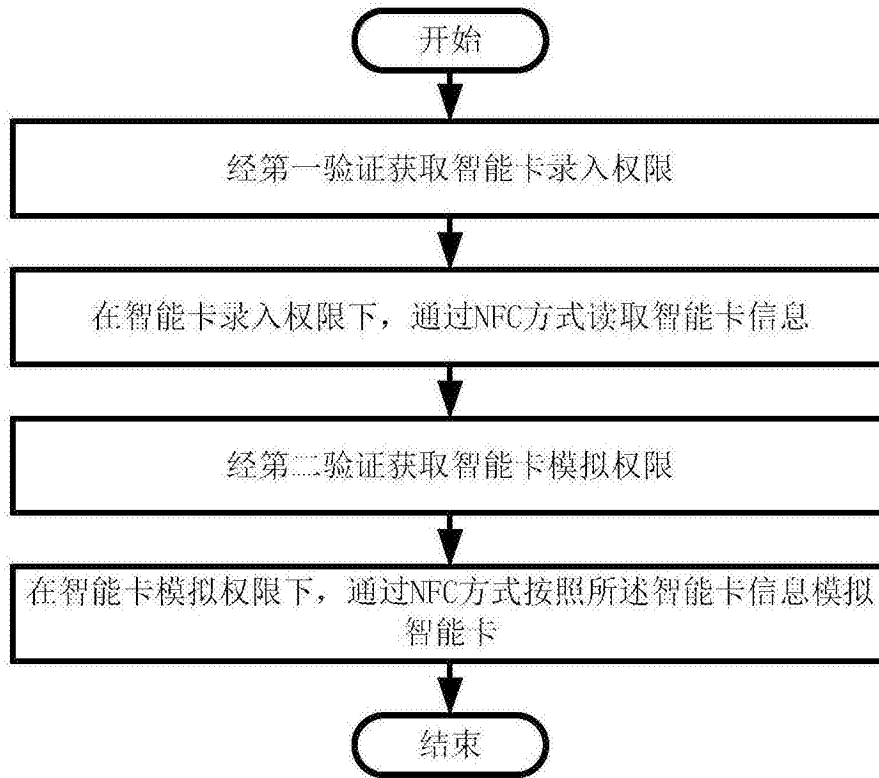 开始
经第一验证获取智能卡录入权限
在智能卡录入权限下，通过NFC方式读取智能卡信息
经第二验证获取智能卡模拟权限
在智能卡模拟权限下，通过NFC方式按照所述智能卡信息模拟
智能卡
结束